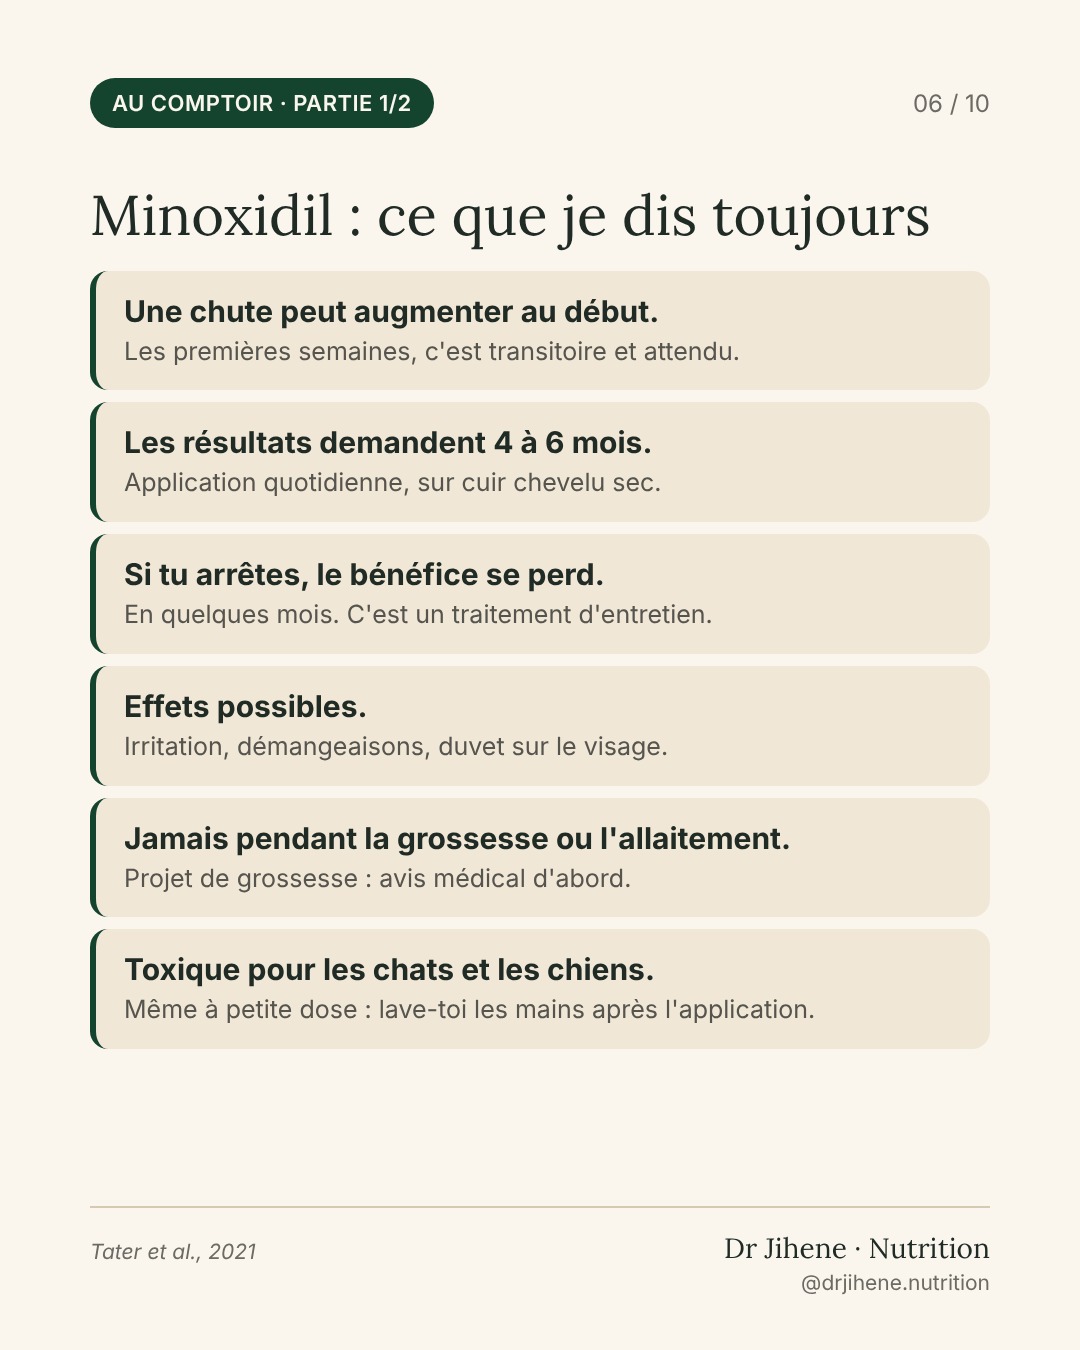 AU COMPTOIR · PARTIE 1/2
06 / 10
Minoxidil : ce que je dis toujours
Une chute peut augmenter au début.
Les premières semaines, c'est transitoire et attendu.
Les résultats demandent 4 à 6 mois.
Application quotidienne, sur cuir chevelu sec.
Si tu arrêtes, le bénéfice se perd.
En quelques mois. C'est un traitement d'entretien.
Effets possibles.
Irritation, démangeaisons, duvet sur le visage.
Jamais pendant la grossesse ou l'allaitement.
Projet de grossesse : avis médical d'abord.
Toxique pour les chats et les chiens.
Même à petite dose : lave-toi les mains après l'application.
Tater et al., 2021
Dr Jihene · Nutrition
@drjihene.nutrition